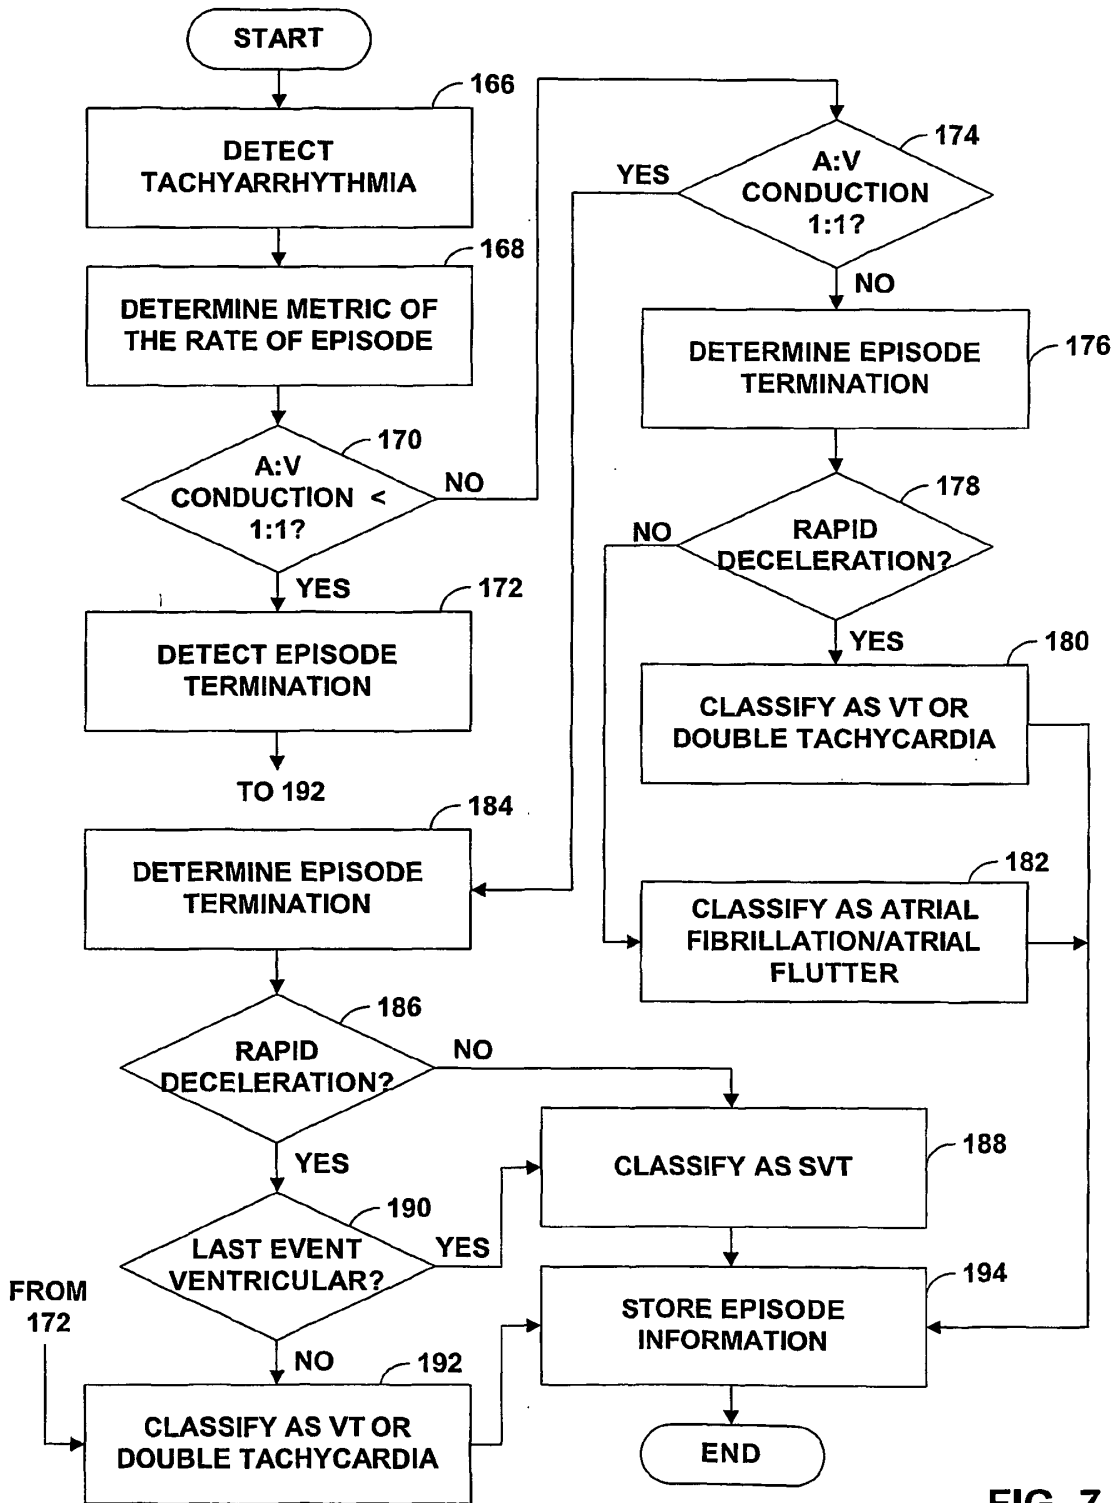 START
166
DETECT
TACHYARRHYTHMIA
168
DETERMINE METRIC OF
THE RATE OF EPISODE
170
A:V
CONDUCTION <
1:1?
NO
YES
172
DETECT EPISODE
TERMINATION
TO 192
174
A:V
CONDUCTION
1:1?
YES
NO
176
DETERMINE EPISODE
TERMINATION
178
RAPID
DECELERATION?
NO
YES
180
CLASSIFY AS VT OR
DOUBLE TACHYCARDIA
182
CLASSIFY AS ATRIAL
FIBRILLATION/ATRIAL
FLUTTER
184
DETERMINE EPISODE
TERMINATION
186
RAPID
DECELERATION?
NO
YES
188
CLASSIFY AS SVT
190
LAST EVENT
VENTRICULAR?
YES
NO
FROM
172
192
CLASSIFY AS VT OR
DOUBLE TACHYCARDIA
194
STORE EPISODE
INFORMATION
END
FIG. 7